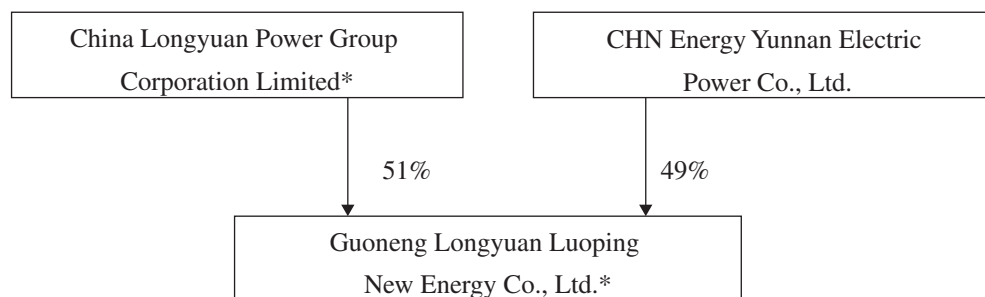 China Longyuan Power Group
Corporation Limited*
CHN Energy Yunnan Electric
Power Co., Ltd.
51%
49%
Guoneng Longyuan Luoping
New Energy Co., Ltd.*